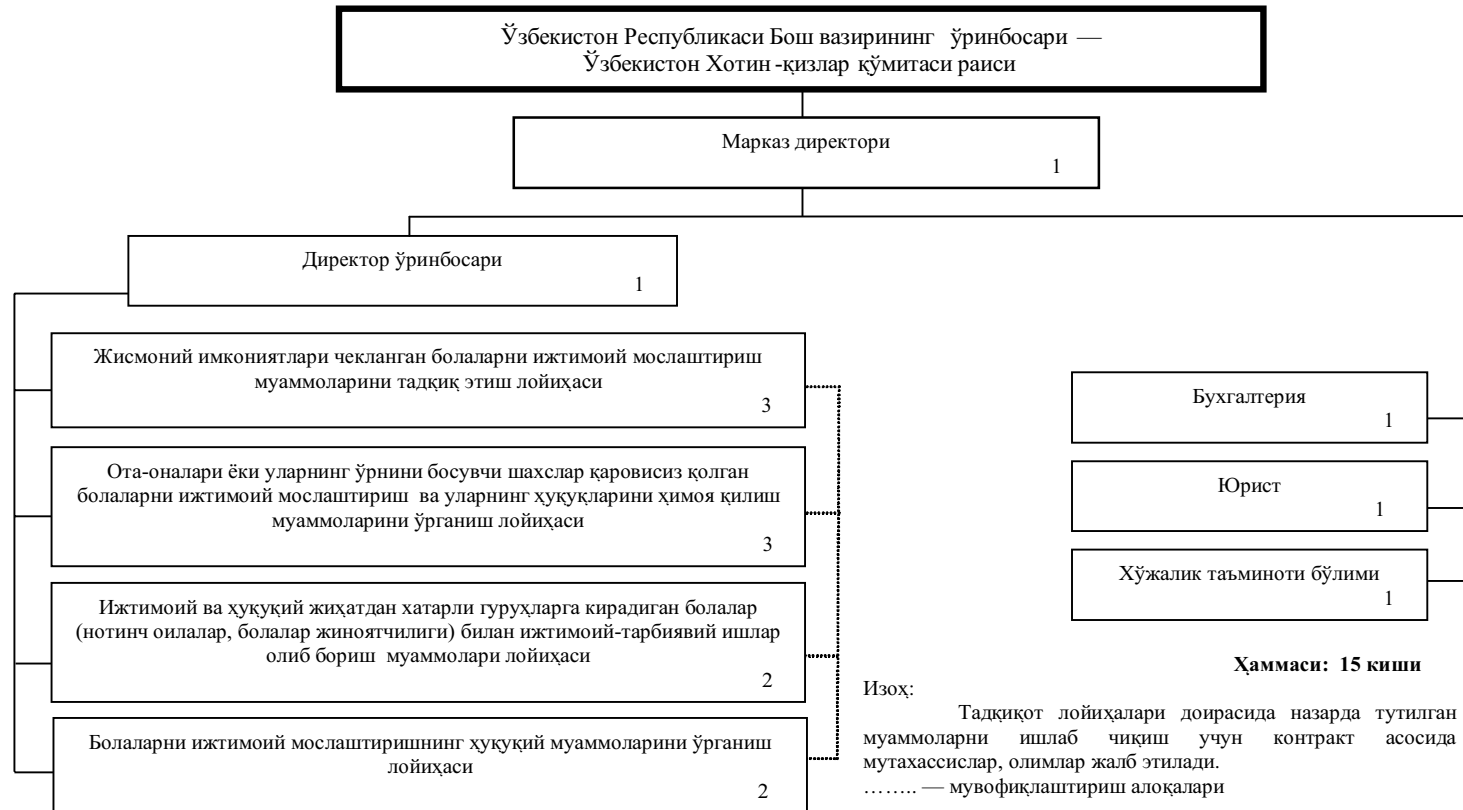 Ўзбекистон Республикаси Бош вазирининг ўринбосари —
Ўзбекистон Хотин -қизлар қўмитаси раиси
Марказ директори
1
Директор ўринбосари
1
Жисмоний имкониятлари чекланган болаларни ижтимоий мослаштириш
муаммоларини тадқиқ этиш лойиҳаси
3
Ота-оналари ёки уларнинг ўрнини босувчи шахслар қаровисиз қолган
болаларни ижтимоий мослаштириш ва уларнинг ҳуқуқларини ҳимоя қилиш
муаммоларини ўрганиш лойиҳаси
3
Ижтимоий ва ҳуқуқий жиҳатдан хатарли гуруҳларга кирадиган болалар
(нотинч оилалар, болалар жиноятчилиги) билан ижтимоий-тарбиявий ишлар
олиб бориш муаммолари лойиҳаси
2
Болаларни ижтимоий мослаштиришнинг ҳуқуқий муаммоларини ўрганиш
лойиҳаси
2
Бухгалтерия
1
Юрист
1
Хўжалик таъминоти бўлими
1
Ҳаммаси: 15 киши
Изоҳ:
Тадқиқот лойиҳалари доирасида назарда тутилган
муаммоларни ишлаб чиқиш учун контракт асосида
мутахассислар, олимлар жалб этилади.
…….. — мувофиқлаштириш алоқалари